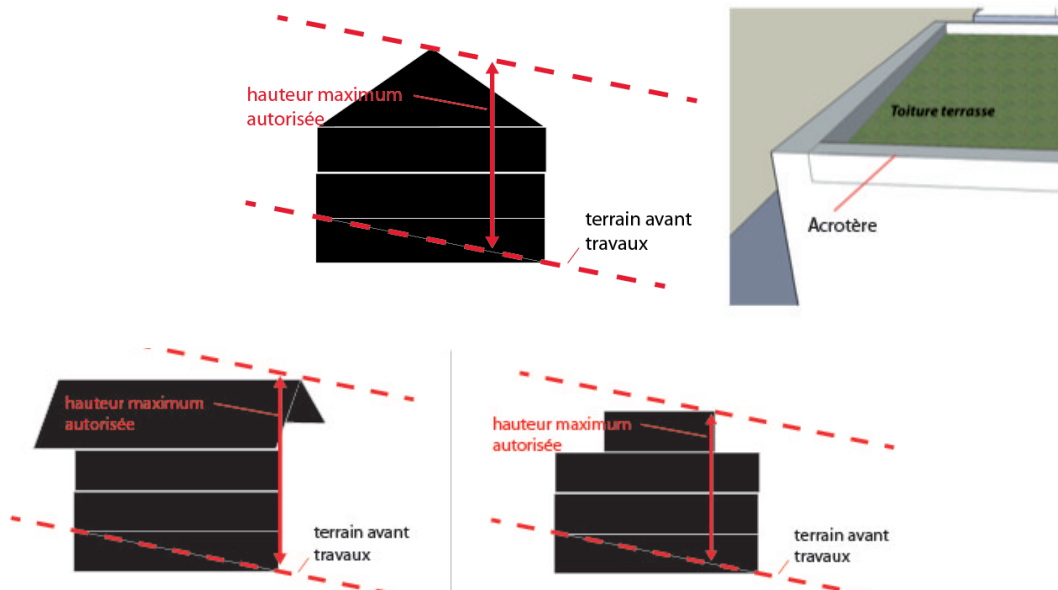 hauteur maximum
autorisée
terrain avant
travaux
Toiture terrasse
Acrotère
hauteur maximum
autorisée
terrain avant
travaux
hauteur maximum
autorisée
terrain avant
travaux